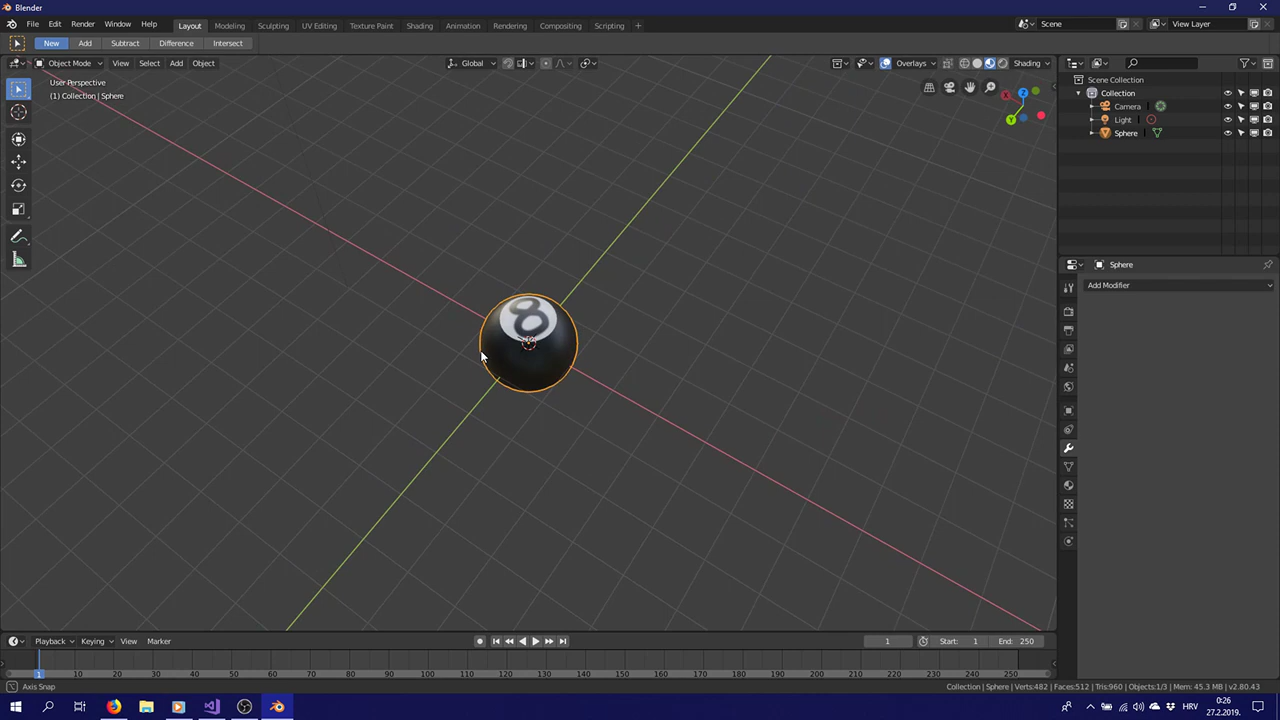 Blender
File Edit Render Window Help Layout Modeling Sculpting UV Editing Texture Paint Shading Animation Rendering Compositing Scripting + Scene View Layer
New Add Subtract Difference Intersect
Object Mode View Select Add Object Global Overlays Shading
User Perspective
(1) Collection | Sphere
Scene Collection
Collection
Camera
Light
Sphere
Sphere
Add Modifier
X
Z
Y
8
Playback Keying View Marker 1 Start: 1 End: 250
1 10 20 30 40 50 60 70 80 90 100 110 120 130 140 150 160 170 180 190 200 210 220 230 240 250
Axis Snap
Collection | Sphere | Verts:482 | Faces:512 | Tris:960 | Objects:1/3 | Mem: 45.3 MB | v2.80.43
HRV
0:26
27.2.2019.